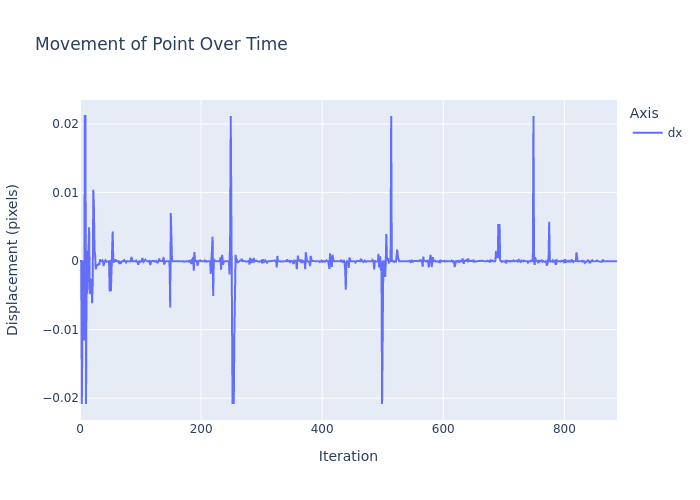 Movement of Point Over Time
Axis
dx
Displacement (pixels)
0.02
0.01
0
−0.01
−0.02
0 200 400 600 800
Iteration